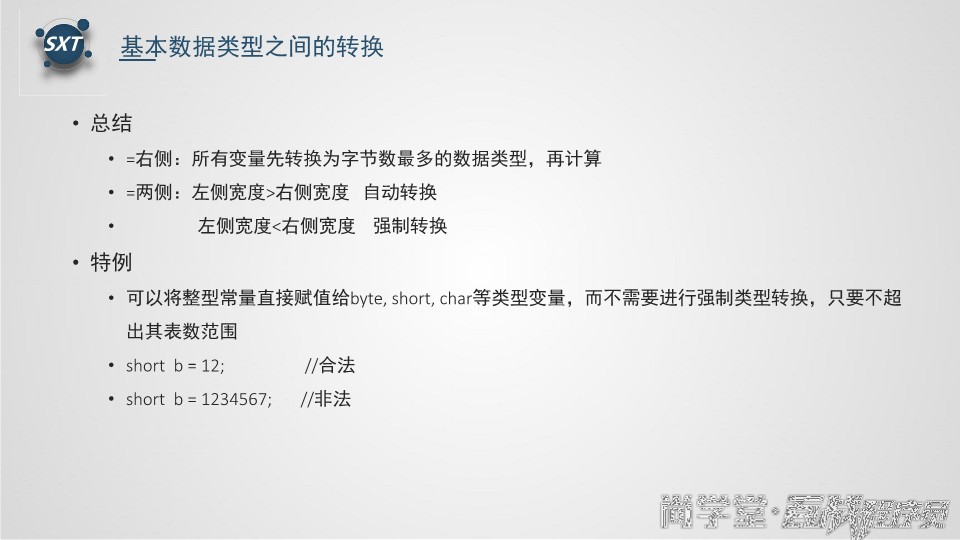 SXT
基本数据类型之间的转换
• 总结
• =右侧：所有变量先转换为字节数最多的数据类型，再计算
• =两侧：左侧宽度>右侧宽度 自动转换
• 左侧宽度<右侧宽度 强制转换
• 特例
• 可以将整型常量直接赋值给byte, short, char等类型变量，而不需要进行强制类型转换，只要不超
出其表数范围
• short b = 12; //合法
• short b = 1234567; //非法
尚学堂·